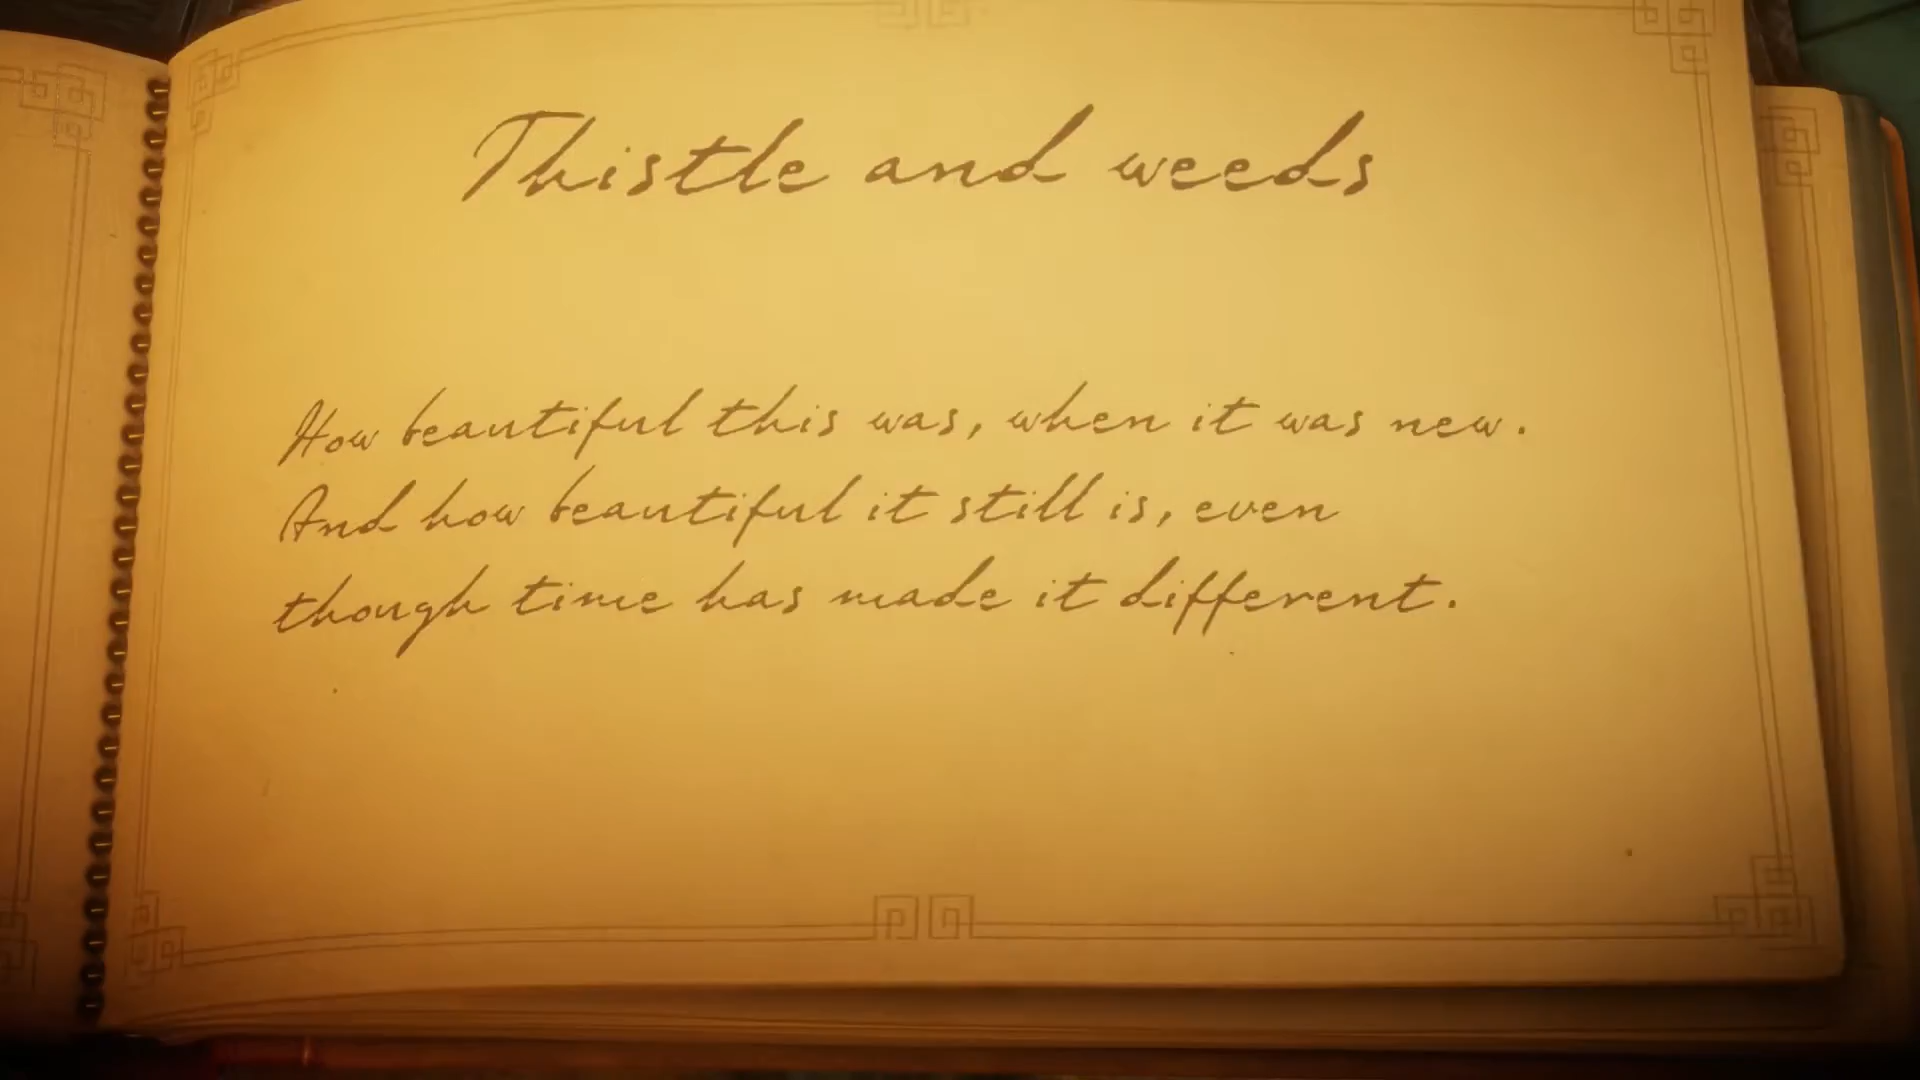 Thistle and weeds
How beautiful this was, when it was new.
And how beautiful it still is, even
though time has made it different.